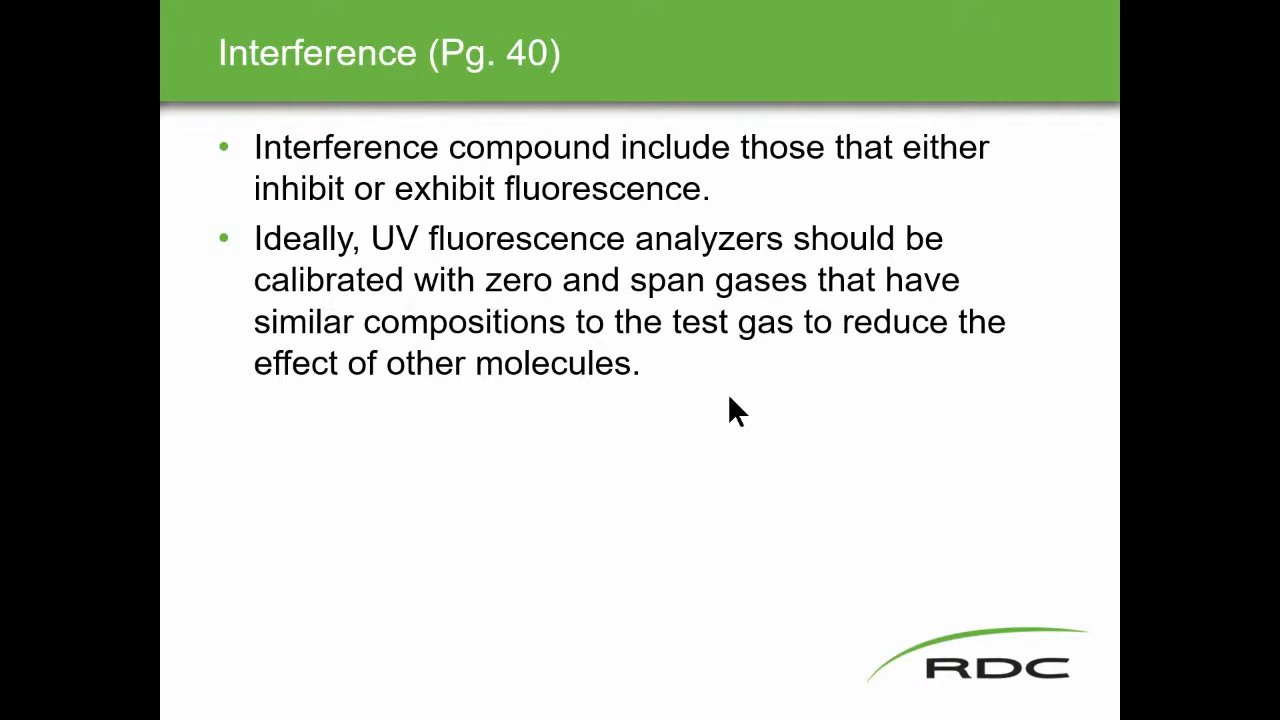 Interference (Pg. 40)
• Interference compound include those that either
inhibit or exhibit fluorescence.
• Ideally, UV fluorescence analyzers should be
calibrated with zero and span gases that have
similar compositions to the test gas to reduce the
effect of other molecules.
RDC